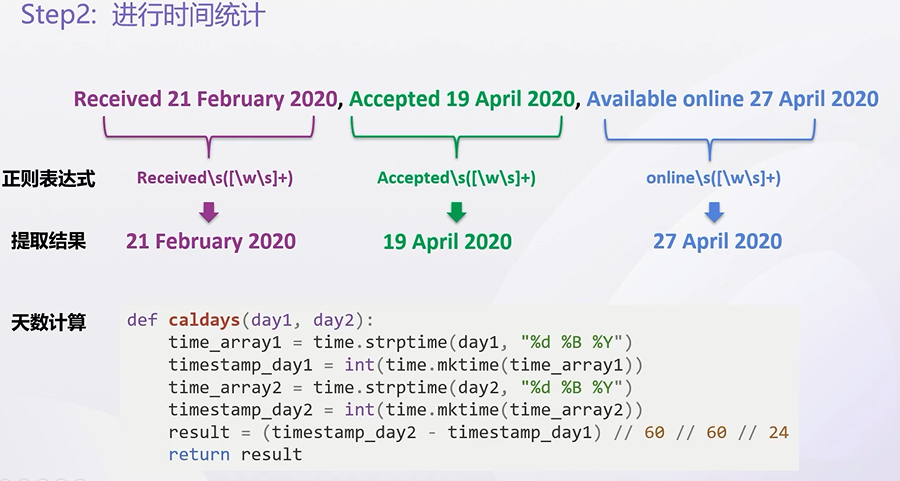 Step2: 进行时间统计
Received 21 February 2020, Accepted 19 April 2020, Available online 27 April 2020
正则表达式 Received\s([\w\s]+) Accepted\s([\w\s]+) online\s([\w\s]+)
提取结果 21 February 2020 19 April 2020 27 April 2020
天数计算
def caldays(day1, day2):
    time_array1 = time.strptime(day1, "%d %B %Y")
    timestamp_day1 = int(time.mktime(time_array1))
    time_array2 = time.strptime(day2, "%d %B %Y")
    timestamp_day2 = int(time.mktime(time_array2))
    result = (timestamp_day2 - timestamp_day1) // 60 // 60 // 24
    return result